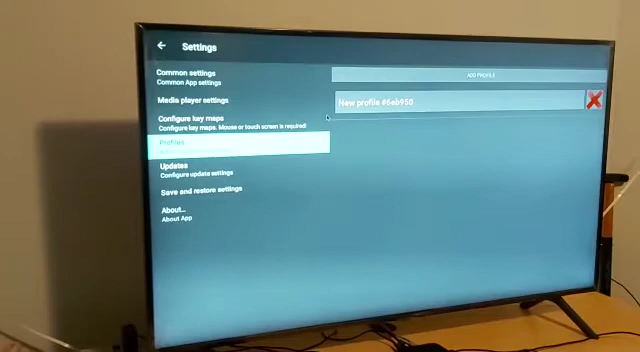 Settings
Common settings
Common App settings
Media player settings
Configure key maps
Configure key maps. Mouse or touch screen is required!
Profiles
Updates
Configure update settings
Save and restore settings
About...
About App
ADD PROFILE
New profile #6eb950